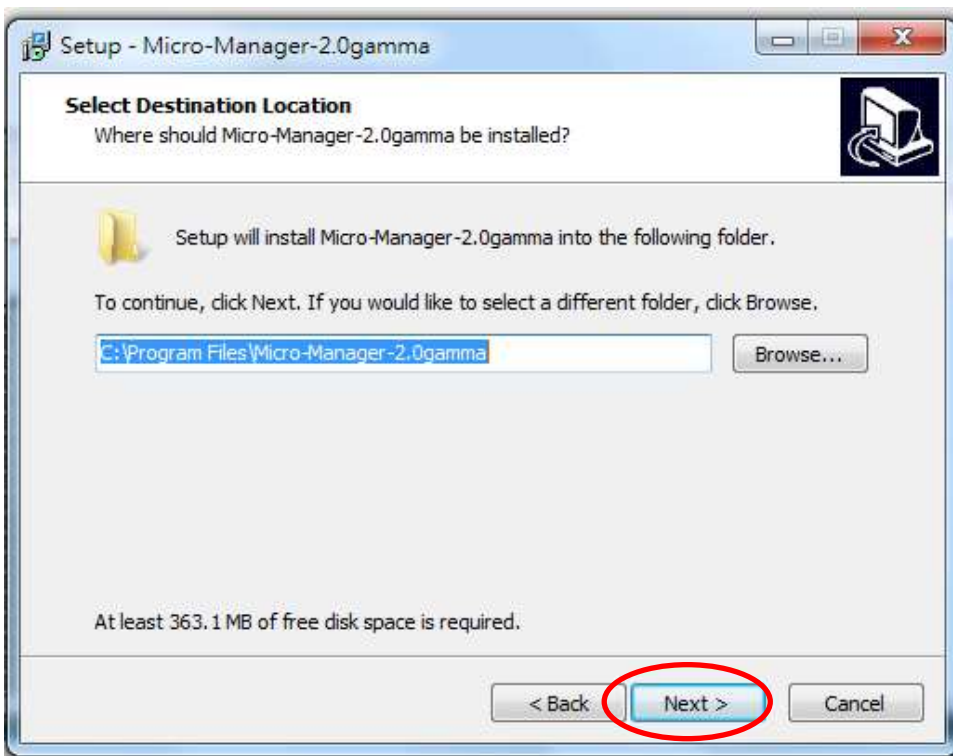 Setup - Micro-Manager-2.0gamma
Select Destination Location
Where should Micro-Manager-2.0gamma be installed?
Setup will install Micro-Manager-2.0gamma into the following folder.
To continue, click Next. If you would like to select a different folder, click Browse.
C:\Program Files\Micro-Manager-2.0gamma
Browse...
At least 363.1 MB of free disk space is required.
< Back
Next >
Cancel